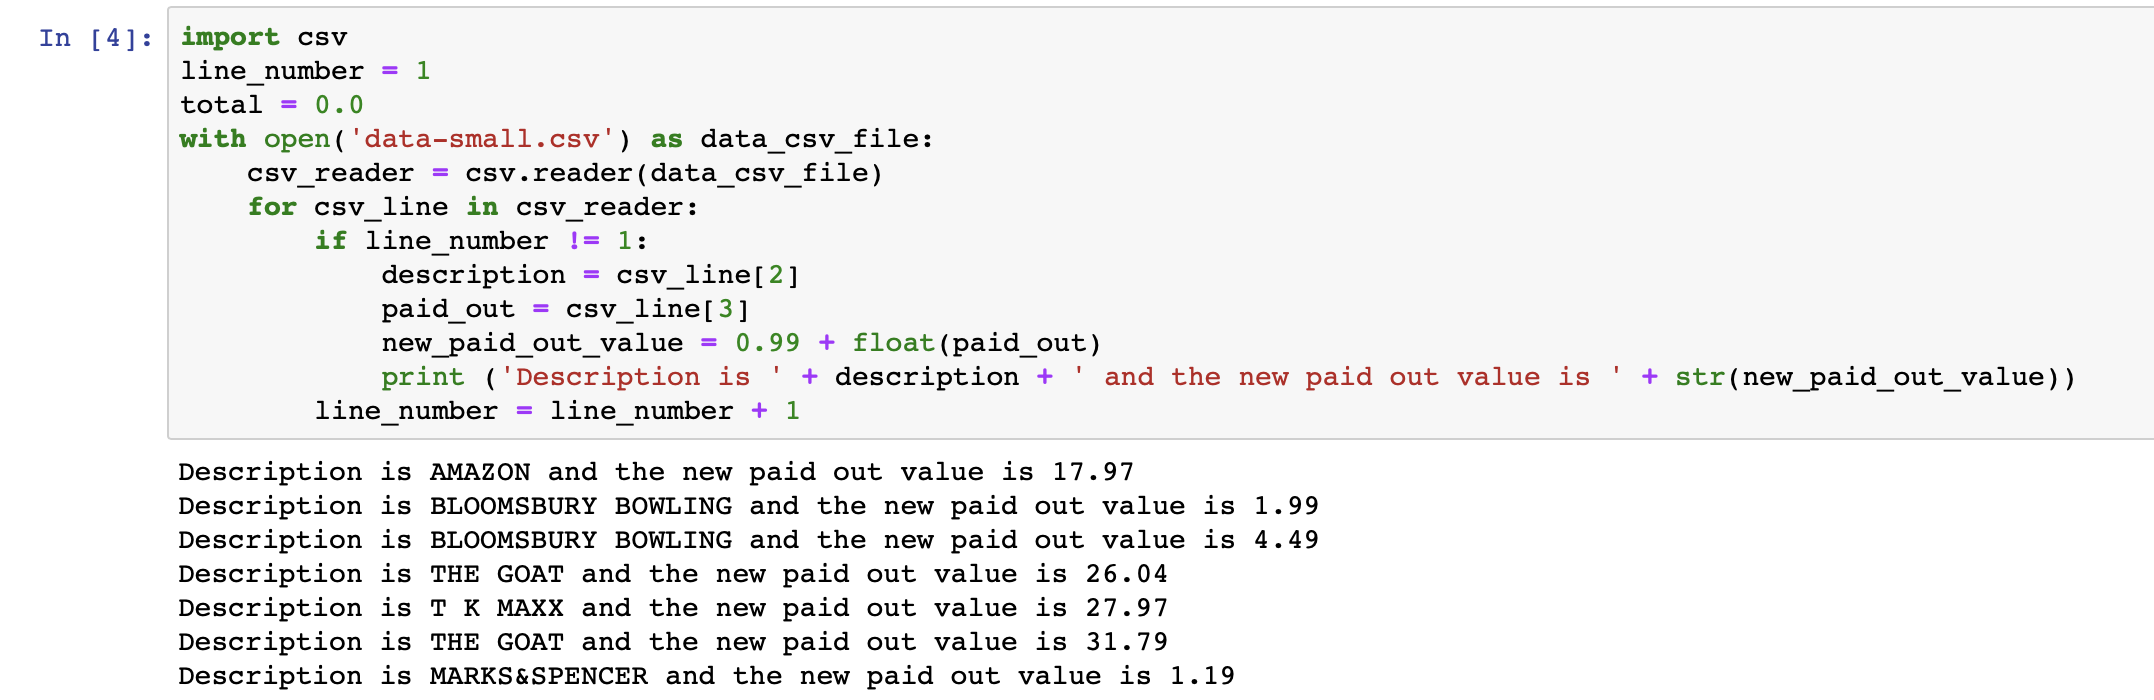 In [4]:
import csv
line_number = 1
total = 0.0
with open('data-small.csv') as data_csv_file:
    csv_reader = csv.reader(data_csv_file)
    for csv_line in csv_reader:
        if line_number != 1:
            description = csv_line[2]
            paid_out = csv_line[3]
            new_paid_out_value = 0.99 + float(paid_out)
            print ('Description is ' + description + ' and the new paid out value is ' + str(new_paid_out_value))
        line_number = line_number + 1
Description is AMAZON and the new paid out value is 17.97
Description is BLOOMSBURY BOWLING and the new paid out value is 1.99
Description is BLOOMSBURY BOWLING and the new paid out value is 4.49
Description is THE GOAT and the new paid out value is 26.04
Description is T K MAXX and the new paid out value is 27.97
Description is THE GOAT and the new paid out value is 31.79
Description is MARKS&SPENCER and the new paid out value is 1.19